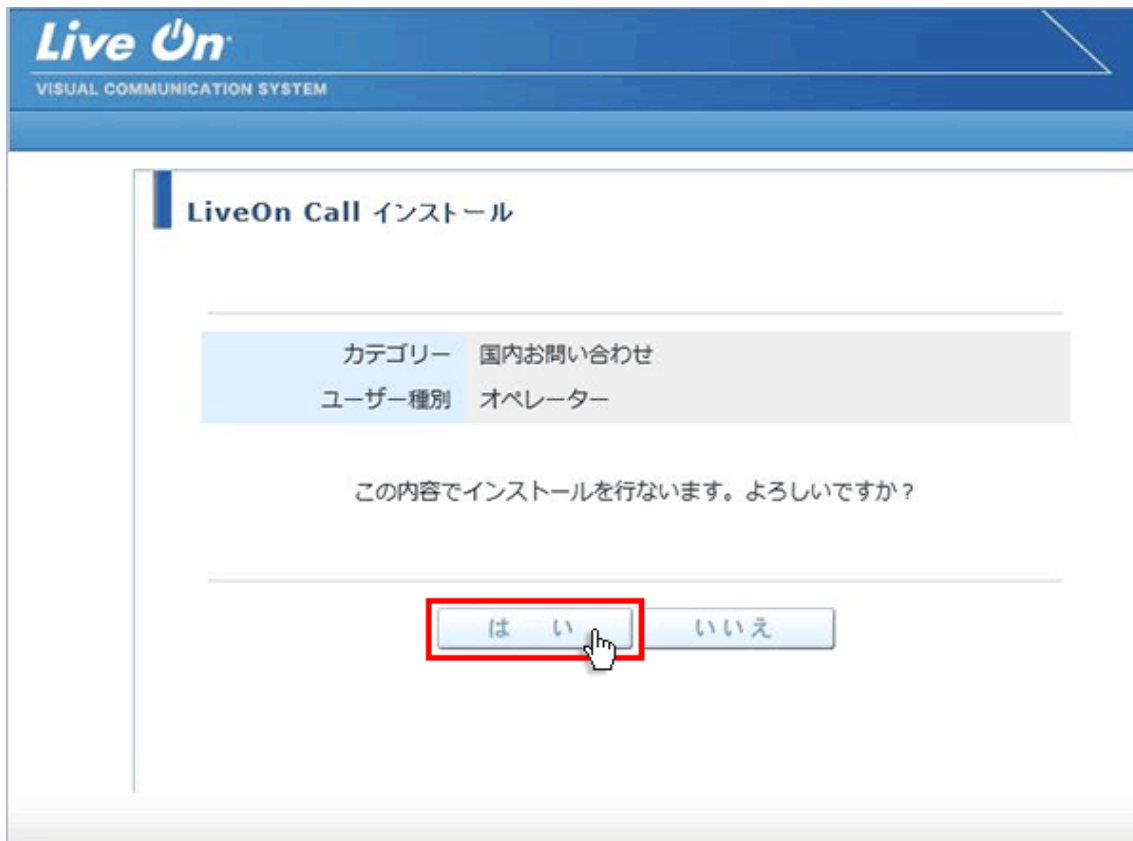 Live On
VISUAL COMMUNICATION SYSTEM
LiveOn Call インストール
カテゴリー 国内お問い合わせ
ユーザー種別 オペレーター
この内容でインストールを行ないます。よろしいですか？
は い いいえ